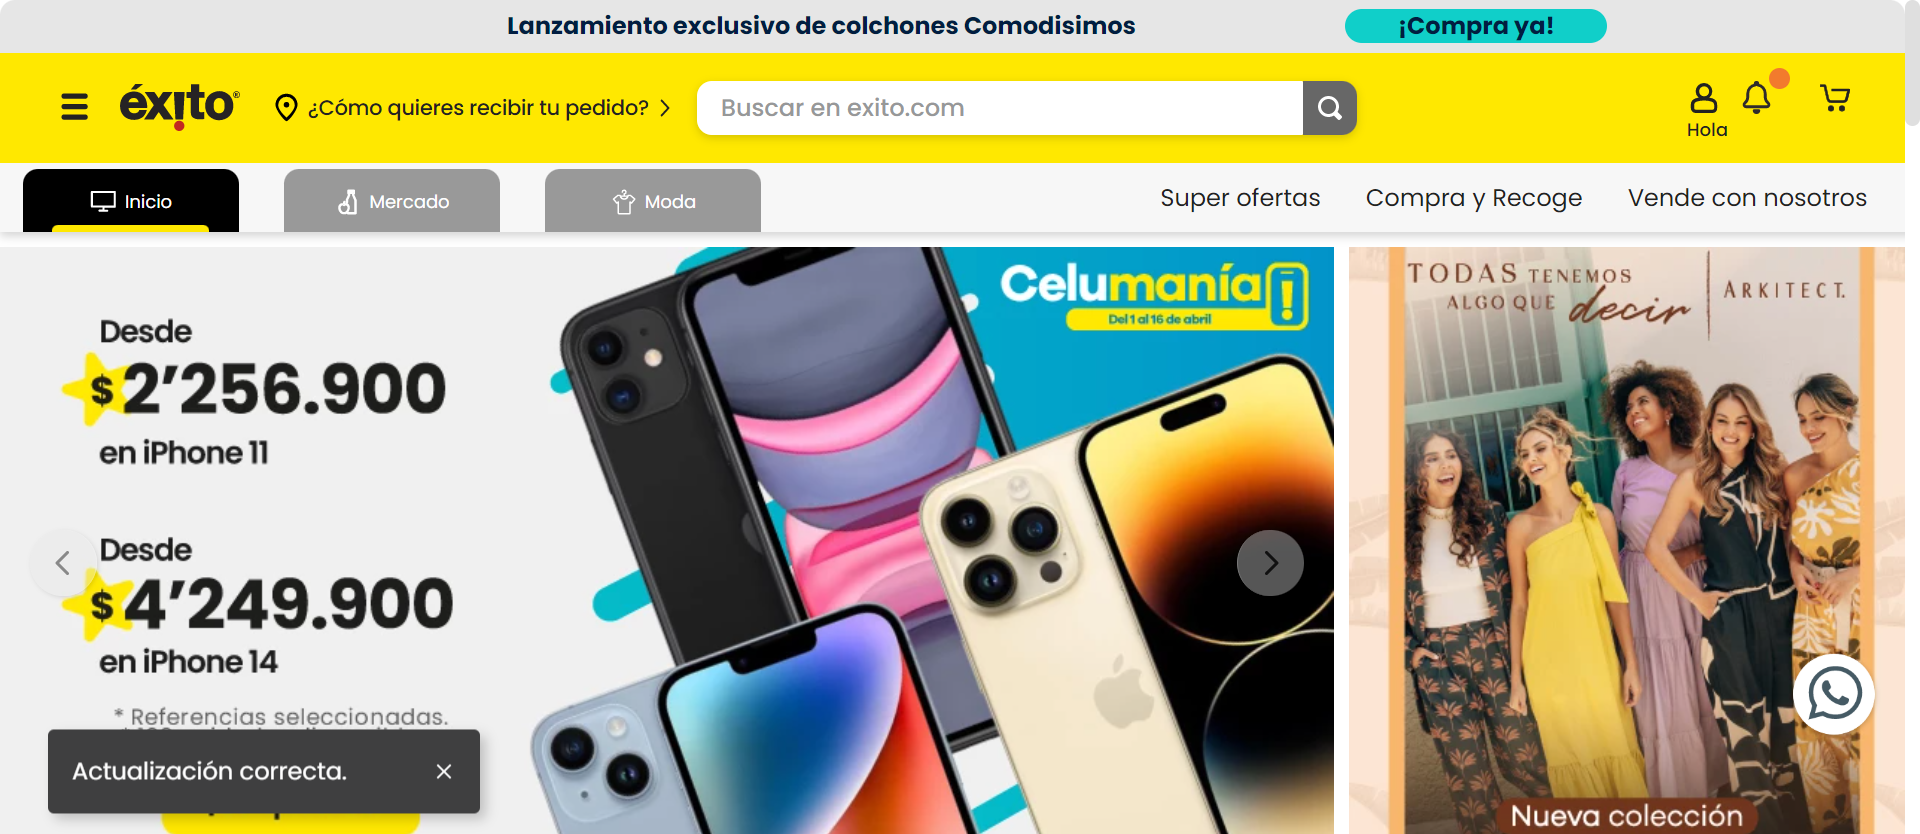 Lanzamiento exclusivo de colchones Comodisimos
¡Compra ya!
éxito®
¿Cómo quieres recibir tu pedido?
Buscar en exito.com
Hola
Inicio
Mercado
Moda
Super ofertas
Compra y Recoge
Vende con nosotros
Desde
$ 2’256.900
en iPhone 11
Desde
$ 4’249.900
en iPhone 14
* Referencias seleccionadas.
Celumanía
Del 1 al 16 de abril
TODAS TENEMOS
ALGO QUE decir
ARKITECT.
Nueva colección
Actualización correcta.